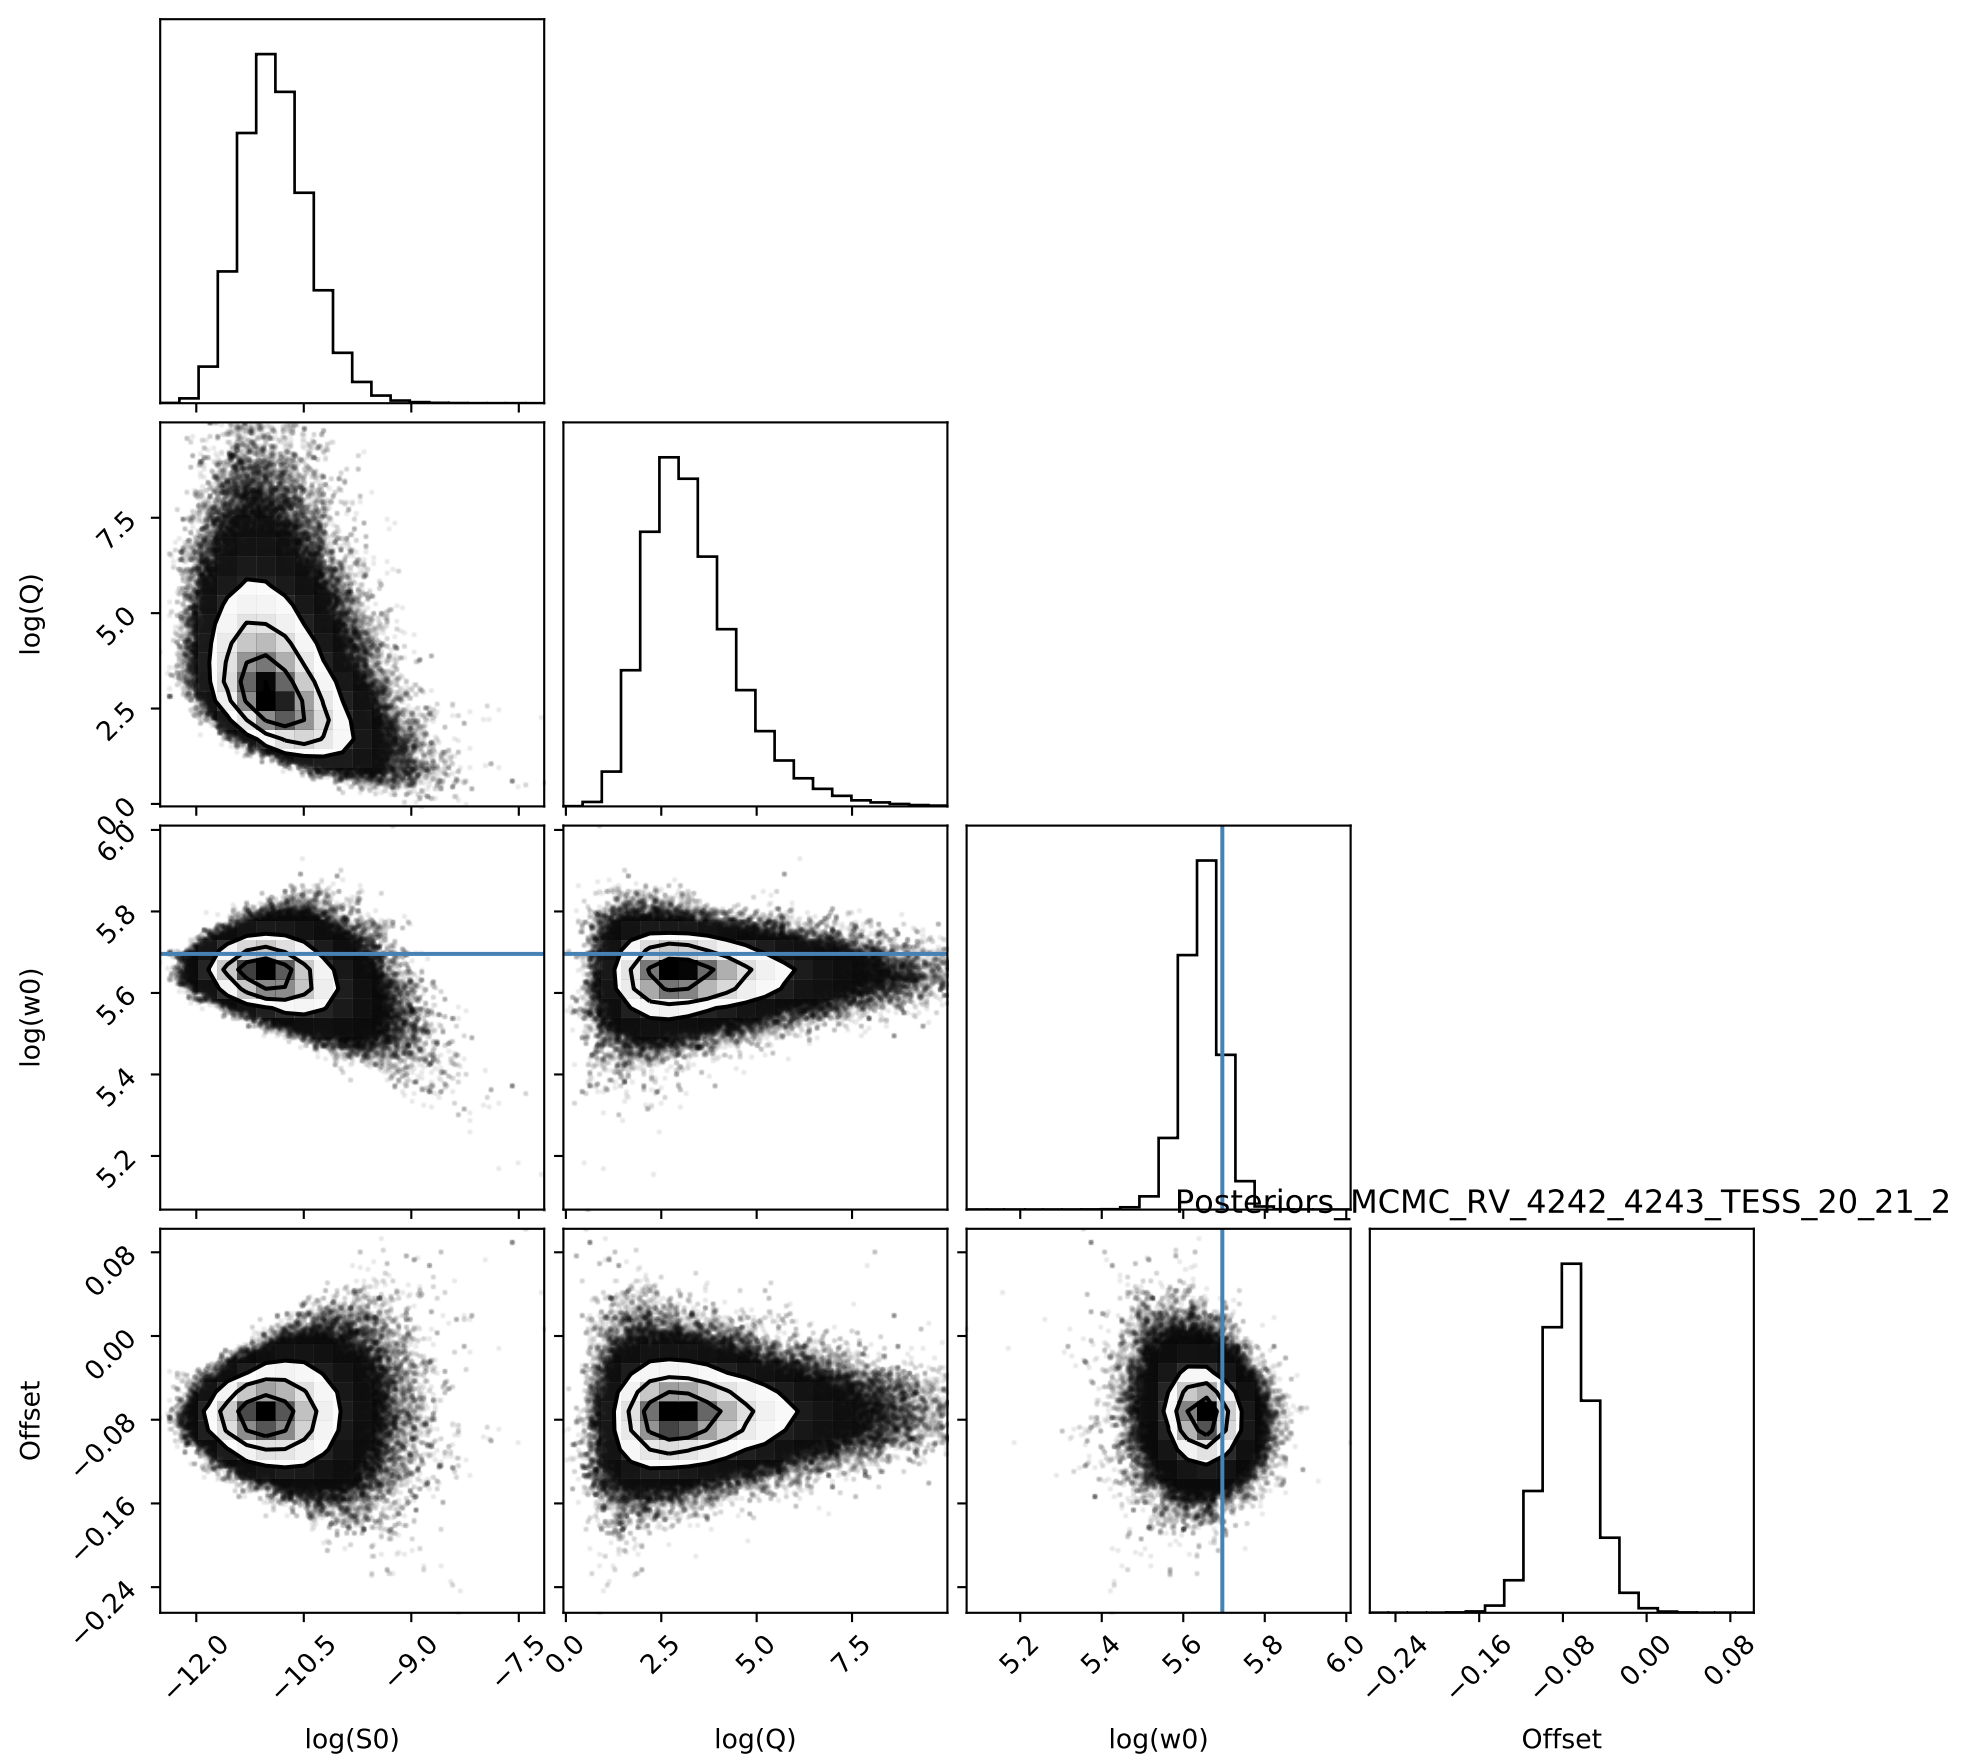 log(Q)
7.5
5.0
2.5
0.0
log(w0)
6.0
5.8
5.6
5.4
5.2
Posteriors_MCMC_RV_4242_4243_TESS_20_21_2
Offset
0.08
0.00
−0.08
−0.16
−0.24
−12.0 −10.5 −9.0 −7.5 0.0 2.5 5.0 7.5 5.2 5.4 5.6 5.8 6.0 −0.24 −0.16 −0.08 0.00 0.08
log(S0) log(Q) log(w0) Offset